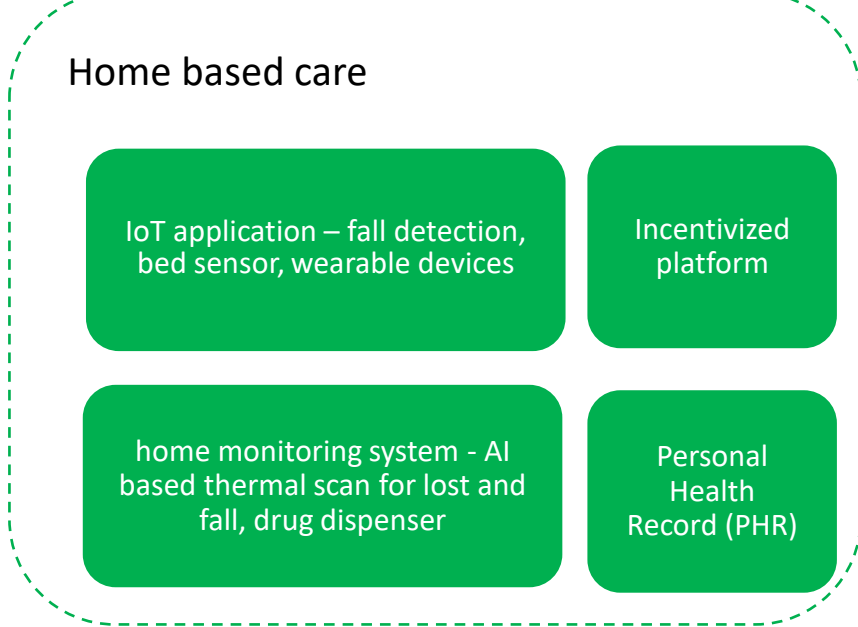 Home based care
IoT application – fall detection,
bed sensor, wearable devices
Incentivized
platform
home monitoring system - AI
based thermal scan for lost and
fall, drug dispenser
Personal
Health
Record (PHR)